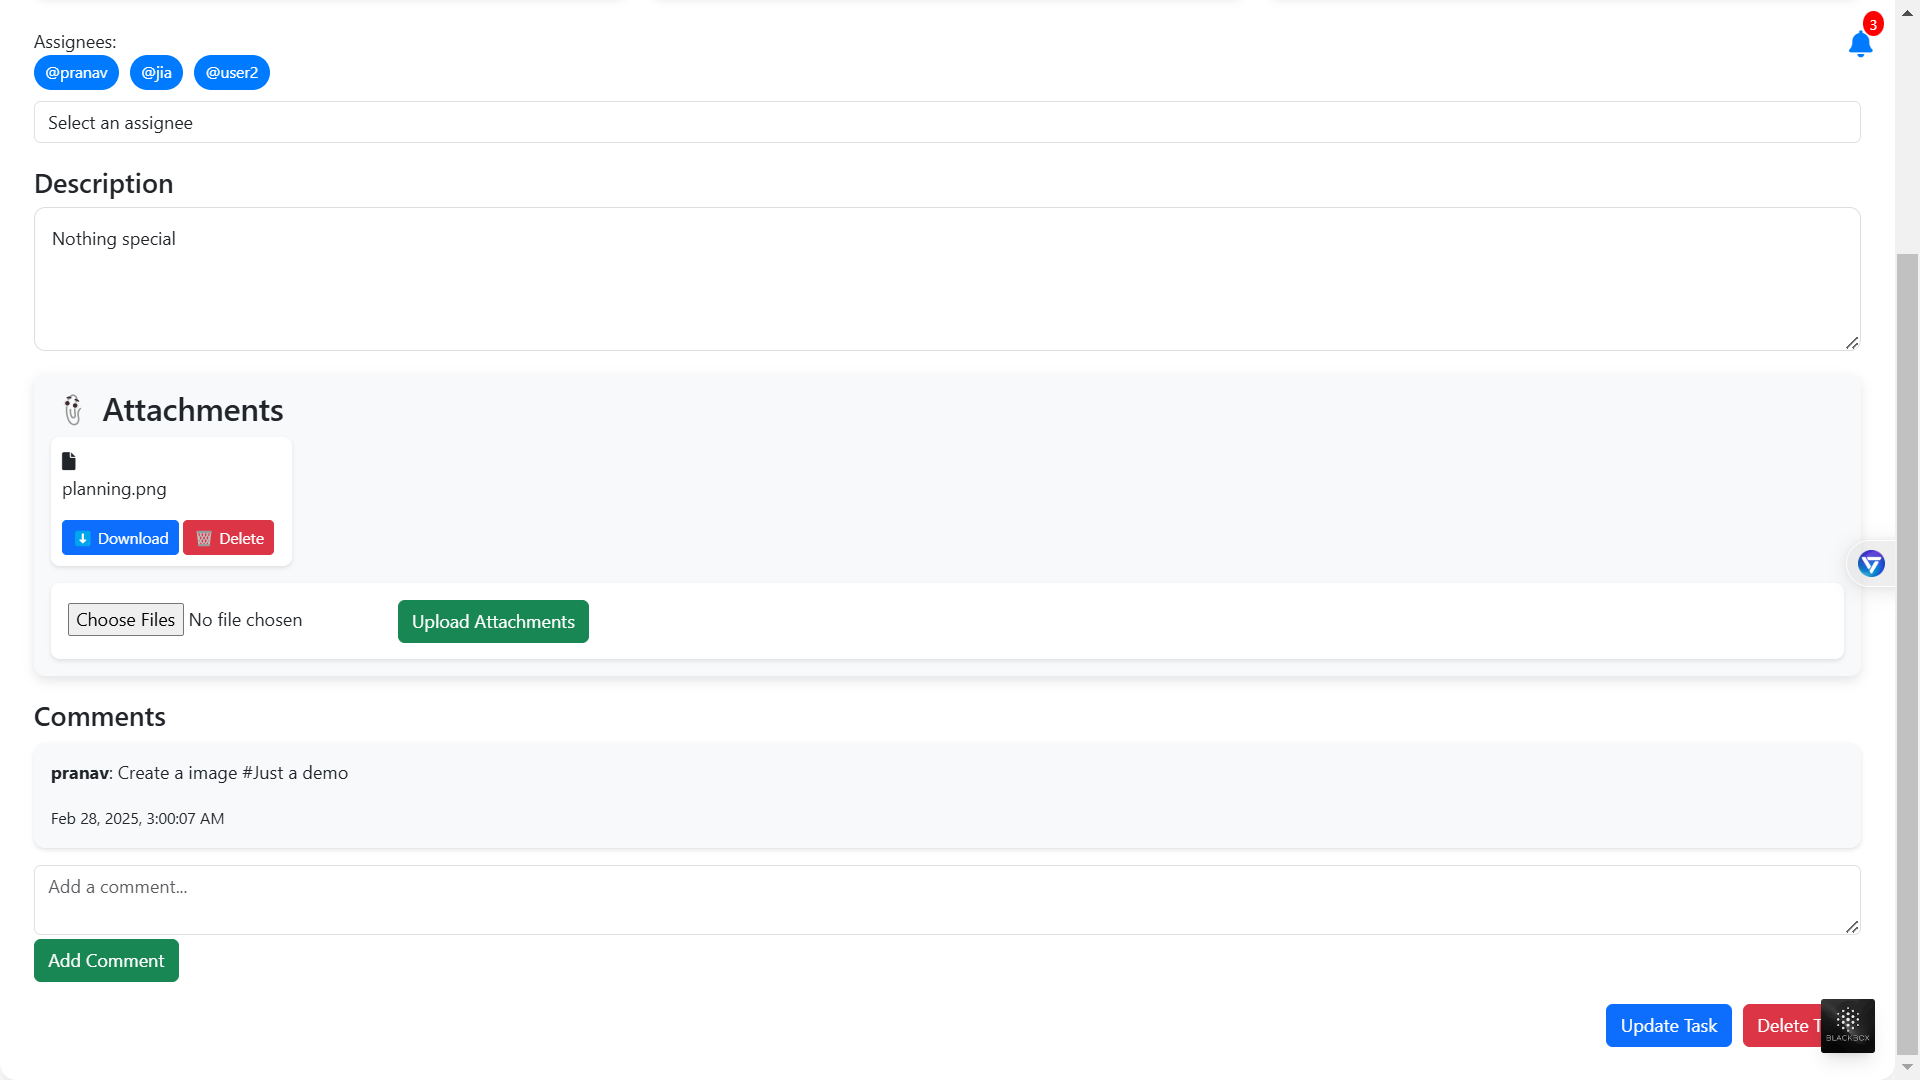 3
Assignees:
@pranav @jia @user2
Select an assignee
Description
Nothing special
Attachments
planning.png
Download Delete
Choose Files No file chosen Upload Attachments
Comments
pranav: Create a image #Just a demo
Feb 28, 2025, 3:00:07 AM
Add a comment...
Add Comment
Update Task Delete T
BLACKBOX